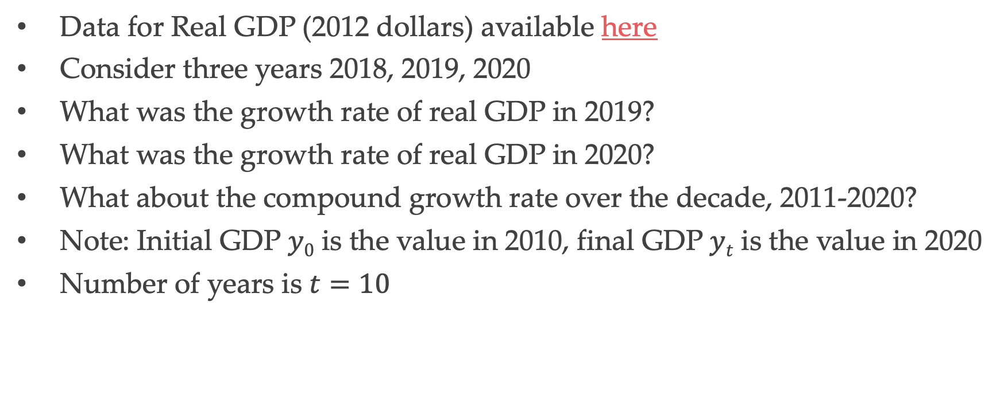 • Data for Real GDP (2012 dollars) available here
• Consider three years 2018, 2019, 2020
• What was the growth rate of real GDP in 2019?
• What was the growth rate of real GDP in 2020?
• What about the compound growth rate over the decade, 2011-2020?
• Note: Initial GDP y₀ is the value in 2010, final GDP yₜ is the value in 2020
• Number of years is t = 10